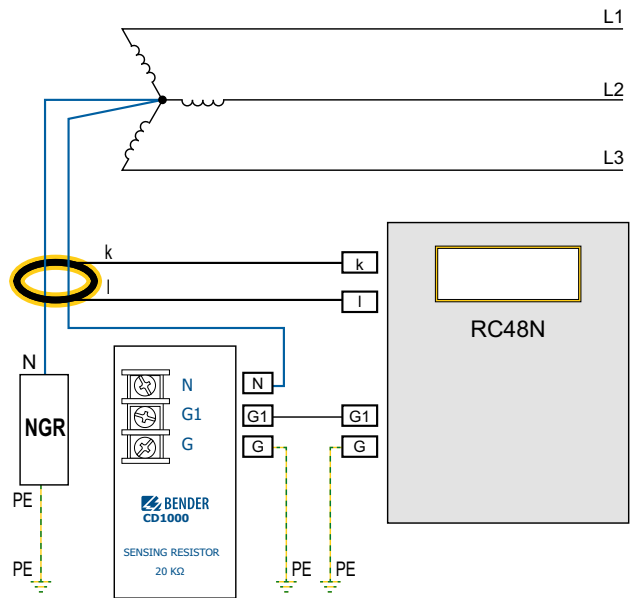 L1
L2
L3
k
k
l
l
RC48N
N
N
N
NGR
G1
G1
G1
G
G
G
PE
BENDER
CD1000
SENSING RESISTOR
20 KΩ
PE
PE
PE